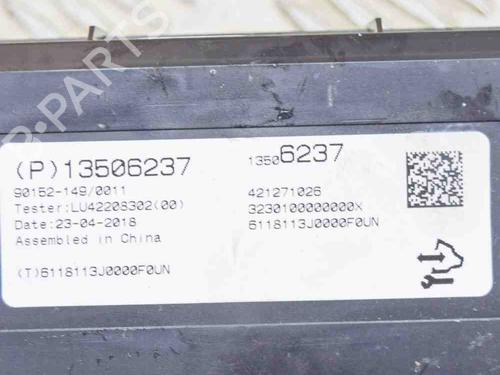 (P)13506237
13506237
90152-149/0011
421271026
Tester:LU42208302(00)
3230100000000X
Date:23-04-2018
6118113J0000F0UN
Assembled in China
(T)6118113J0000F0UN
B-PARTS